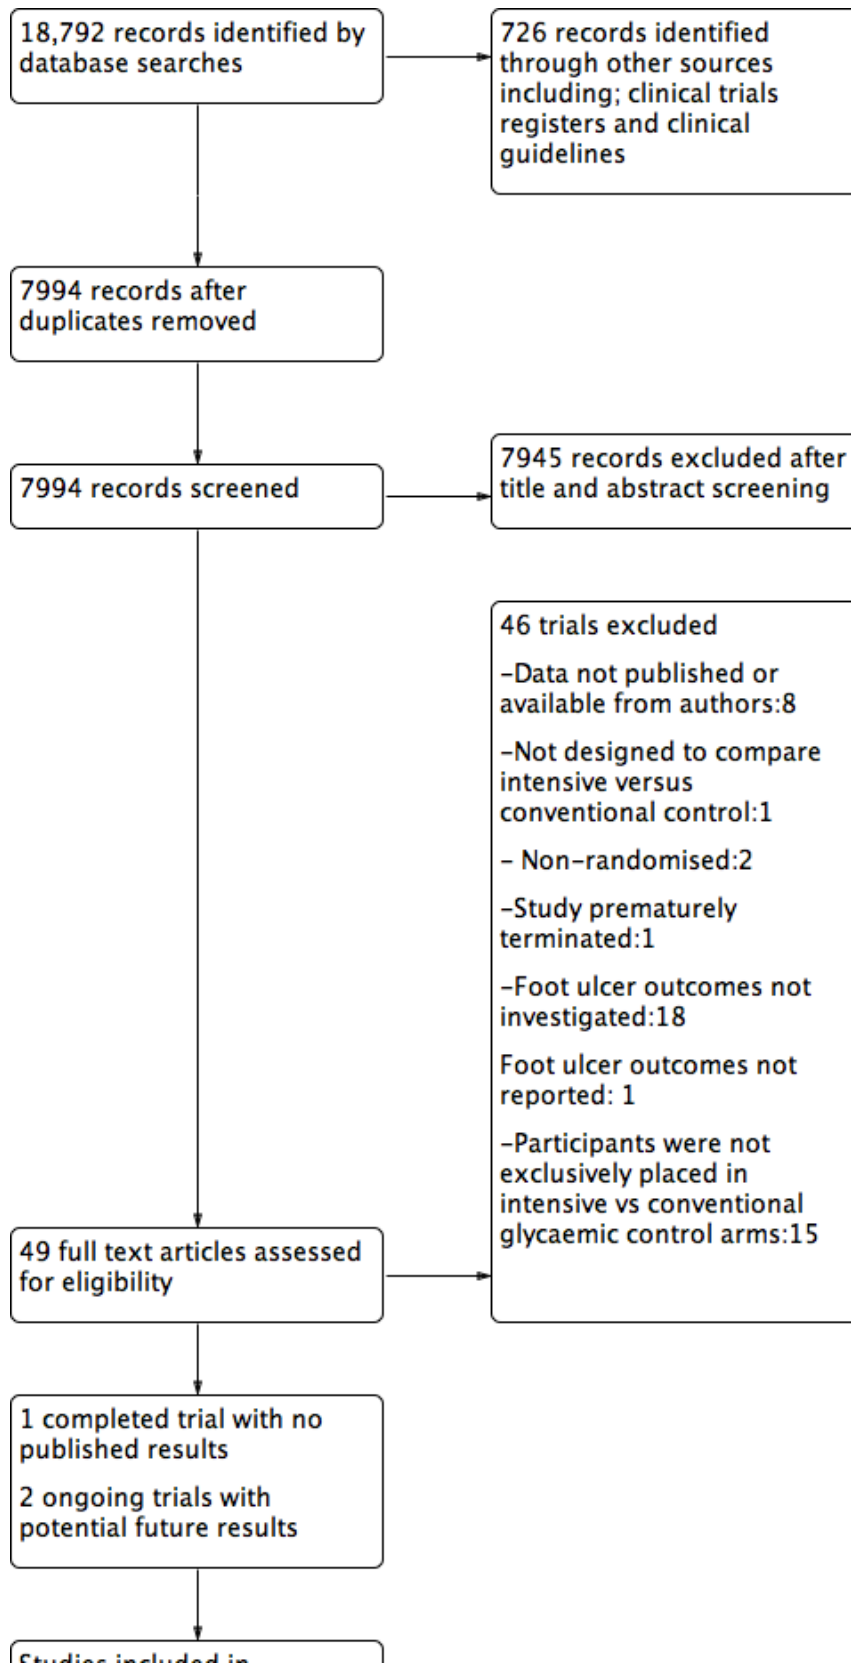 18,792 records identified by
database searches
726 records identified
through other sources
including; clinical trials
registers and clinical
guidelines
7994 records after
duplicates removed
7994 records screened
7945 records excluded after
title and abstract screening
46 trials excluded
–Data not published or
available from authors:8
–Not designed to compare
intensive versus
conventional control:1
– Non–randomised:2
–Study prematurely
terminated:1
–Foot ulcer outcomes not
investigated:18
Foot ulcer outcomes not
reported: 1
–Participants were not
exclusively placed in
intensive vs conventional
glycaemic control arms:15
49 full text articles assessed
for eligibility
1 completed trial with no
published results
2 ongoing trials with
potential future results
Studies included in